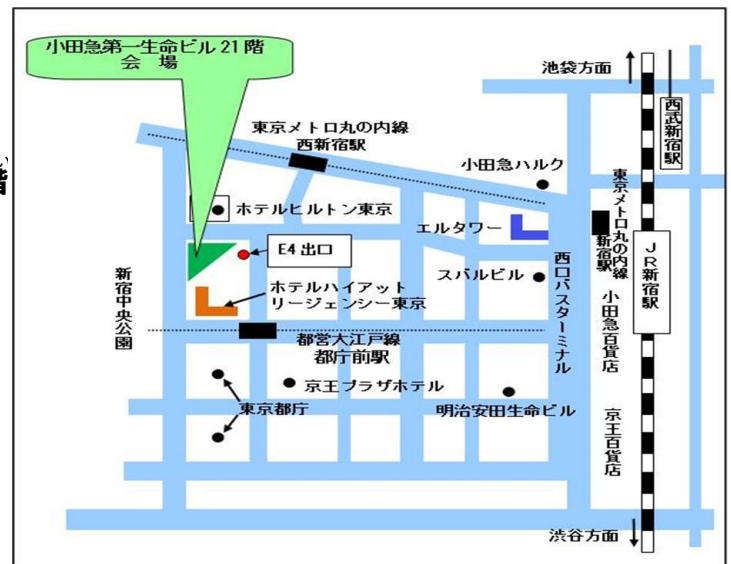 小田急第一生命ビル21階
会 場
池袋方面
西武新宿駅
東京メトロ丸の内線
西新宿駅
小田急ハルク
ホテルヒルトン東京
エルタワー
東京メトロ丸の内線
新宿駅
JR新宿駅
E4出口
スバルビル
西口バスターミナル
新宿中央公園
ホテルハイアット
リージェンシー東京
小田急百貨店
都営大江戸線
都庁前駅
京王プラザホテル
東京都庁
明治安田生命ビル
京王百貨店
渋谷方面